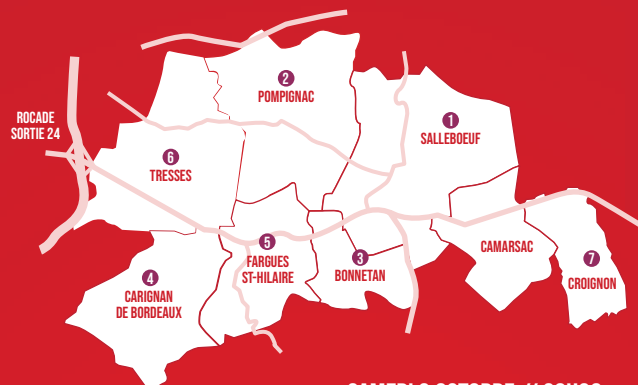 2
POMPIGNAC
1
SALLEBOEUF
ROCADE
SORTIE 24
6
TRESSES
5
FARGUES
ST-HILAIRE
3
BONNETAN
CAMARSAC
7
CROIGNON
4
CARIGNAN
DE BORDEAUX